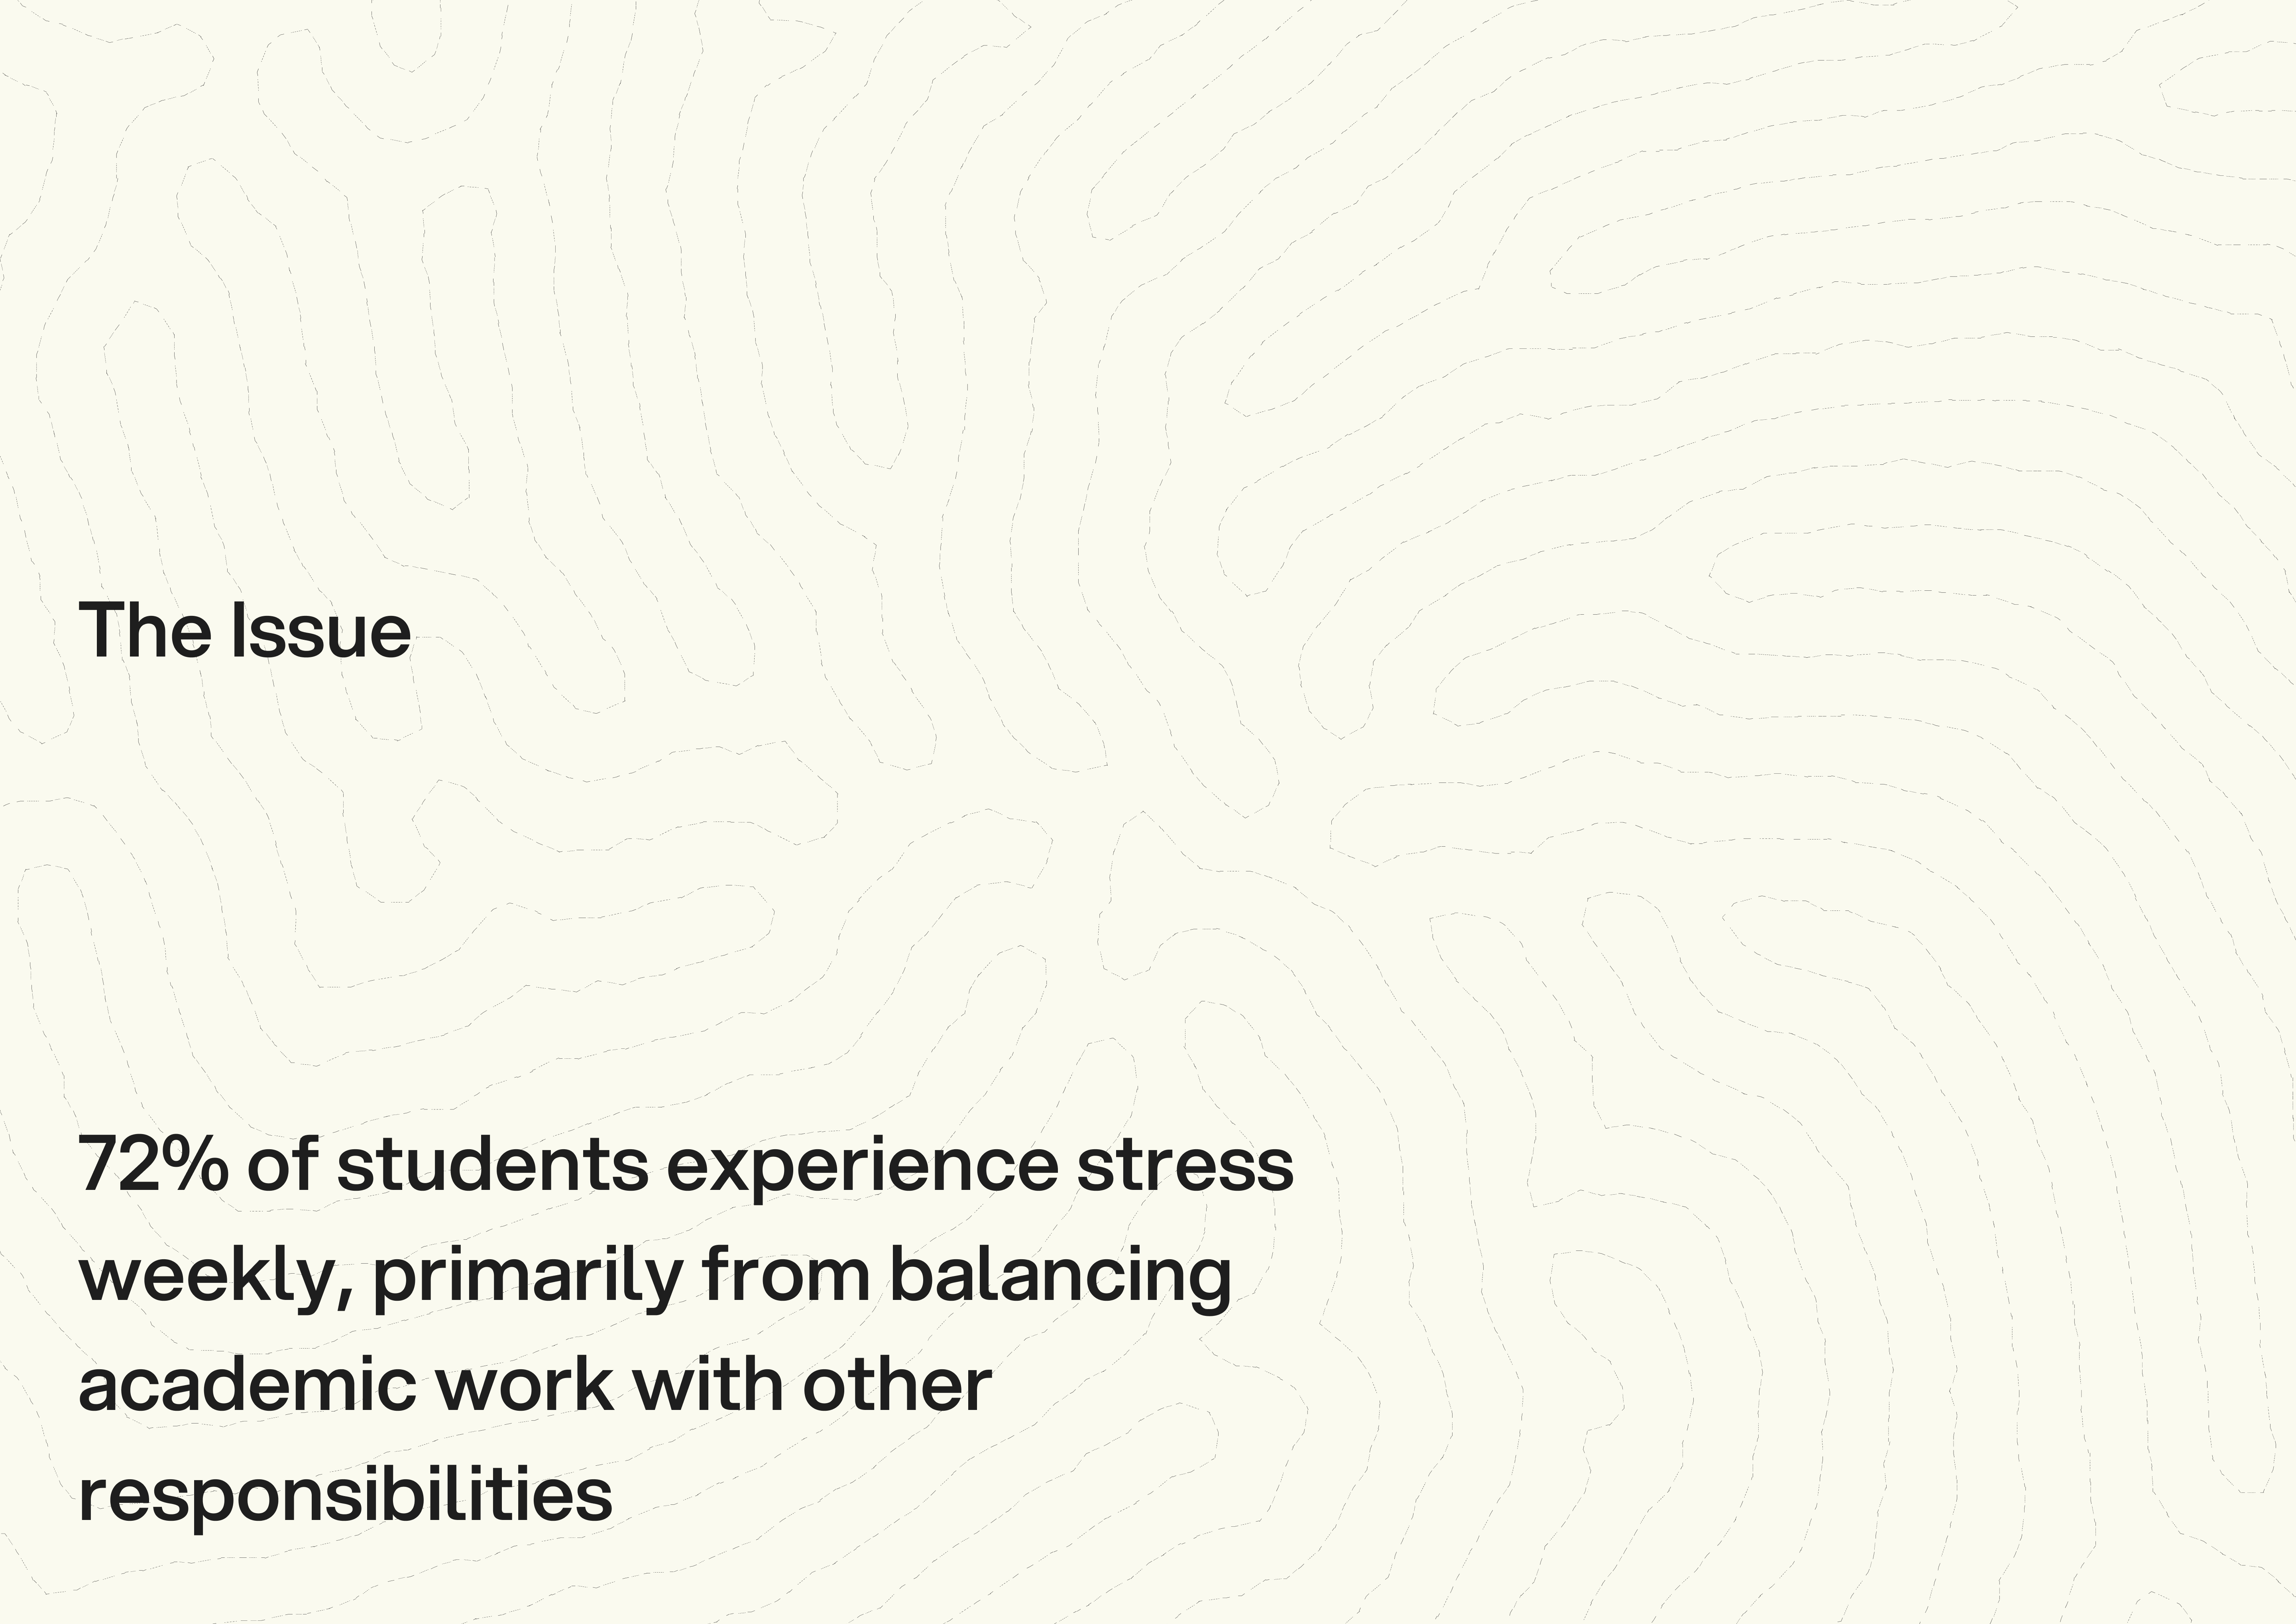 The Issue
72% of students experience stress
weekly, primarily from balancing
academic work with other
responsibilities